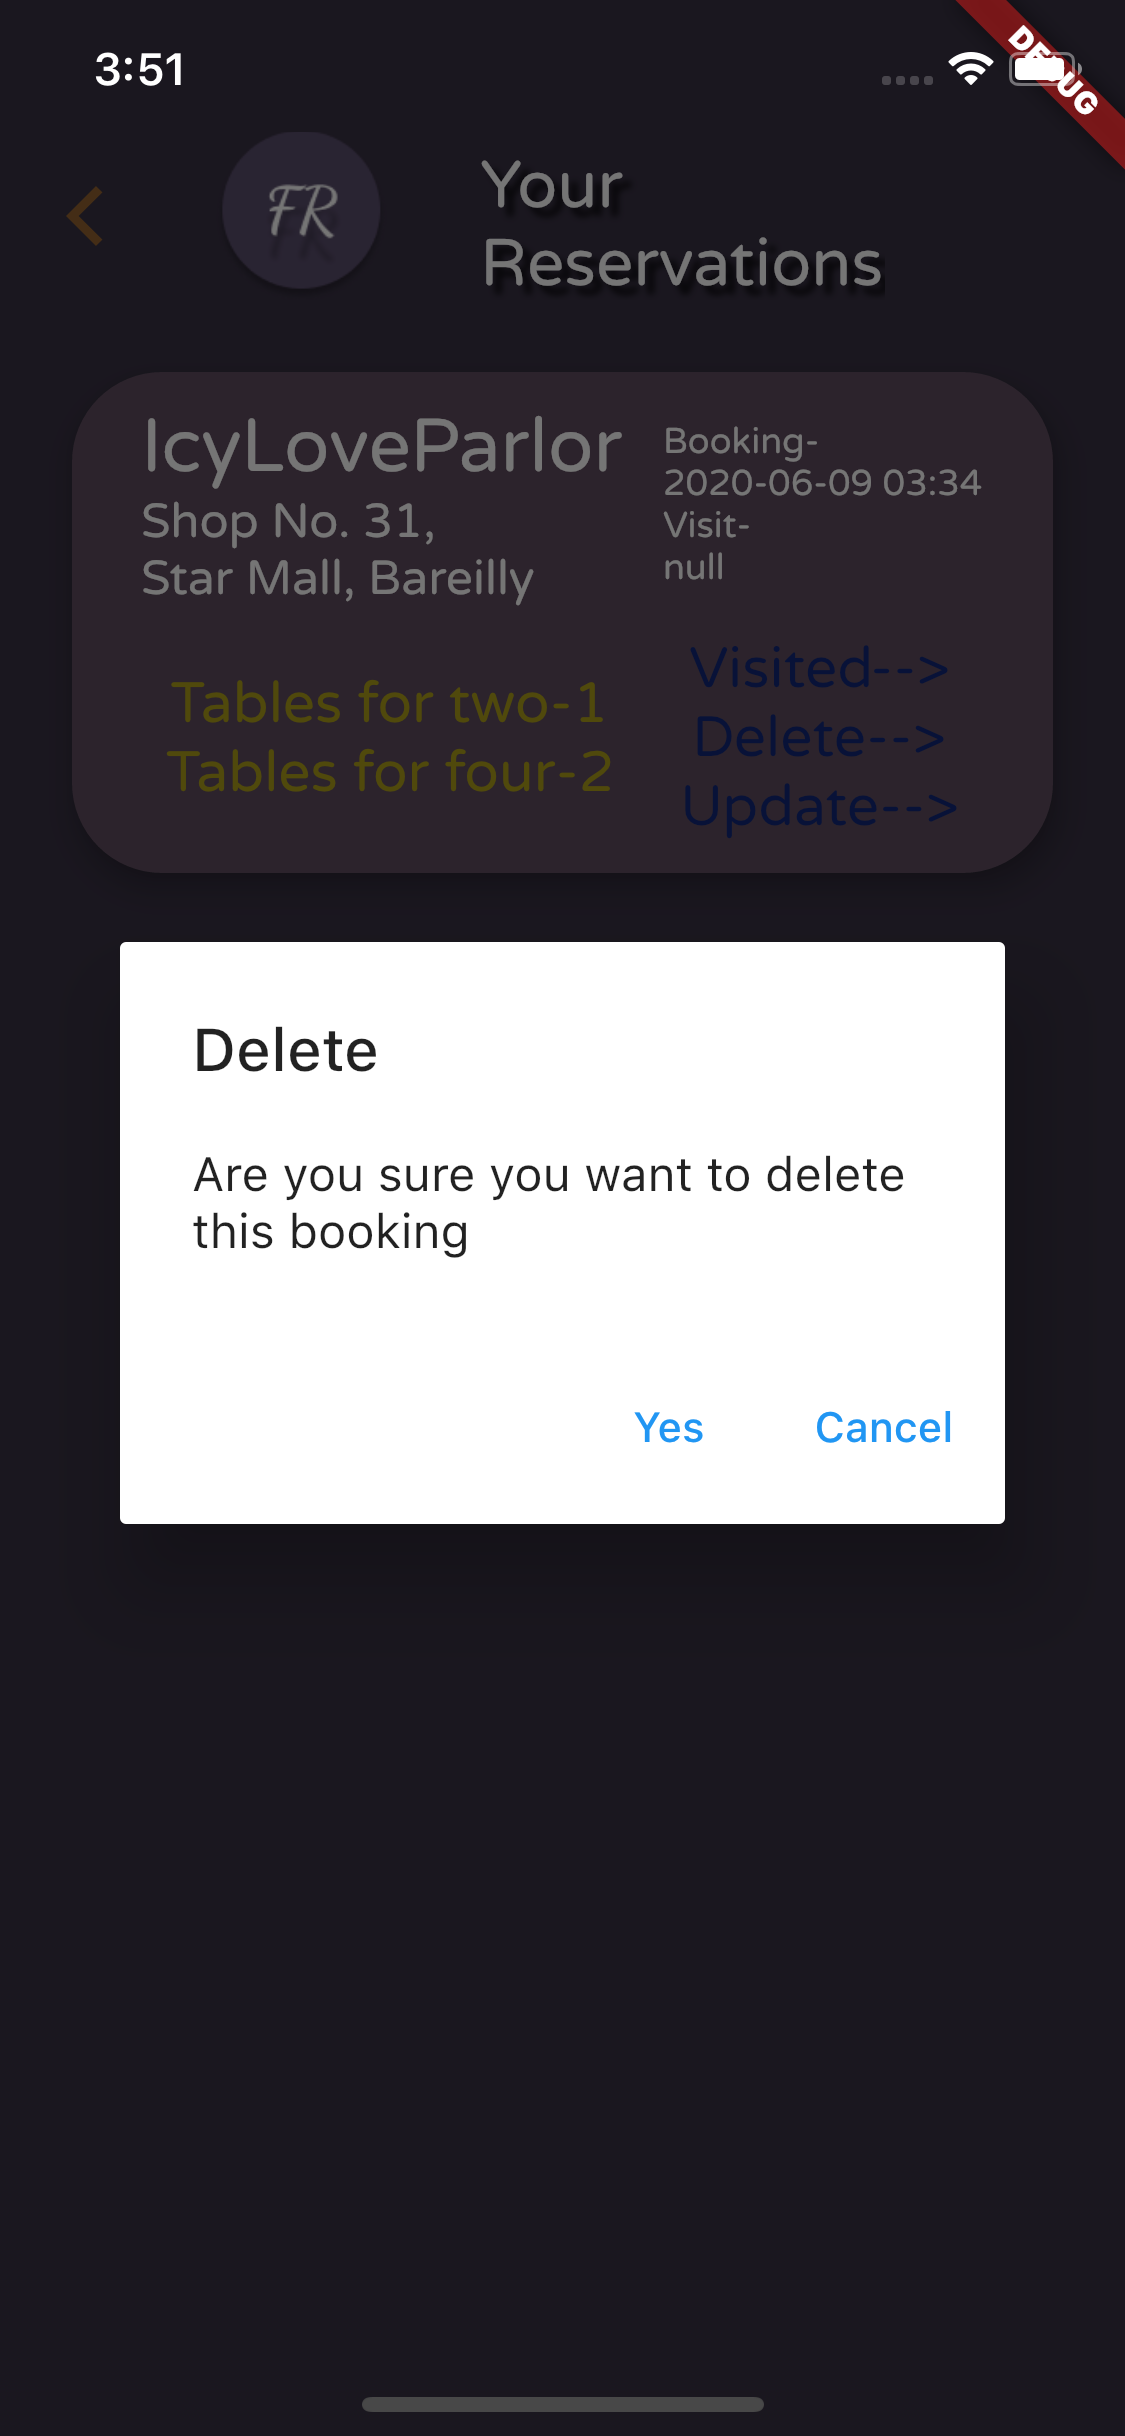 3:51
DEBUG
FR
Your
Reservations
IcyLoveParlor
Shop No. 31,
Star Mall, Bareilly
Booking-
2020-06-09 03:34
Visit-
null
Tables for two-1
Tables for four-2
Visited-->
Delete-->
Update-->
Delete
Are you sure you want to delete
this booking
Yes
Cancel